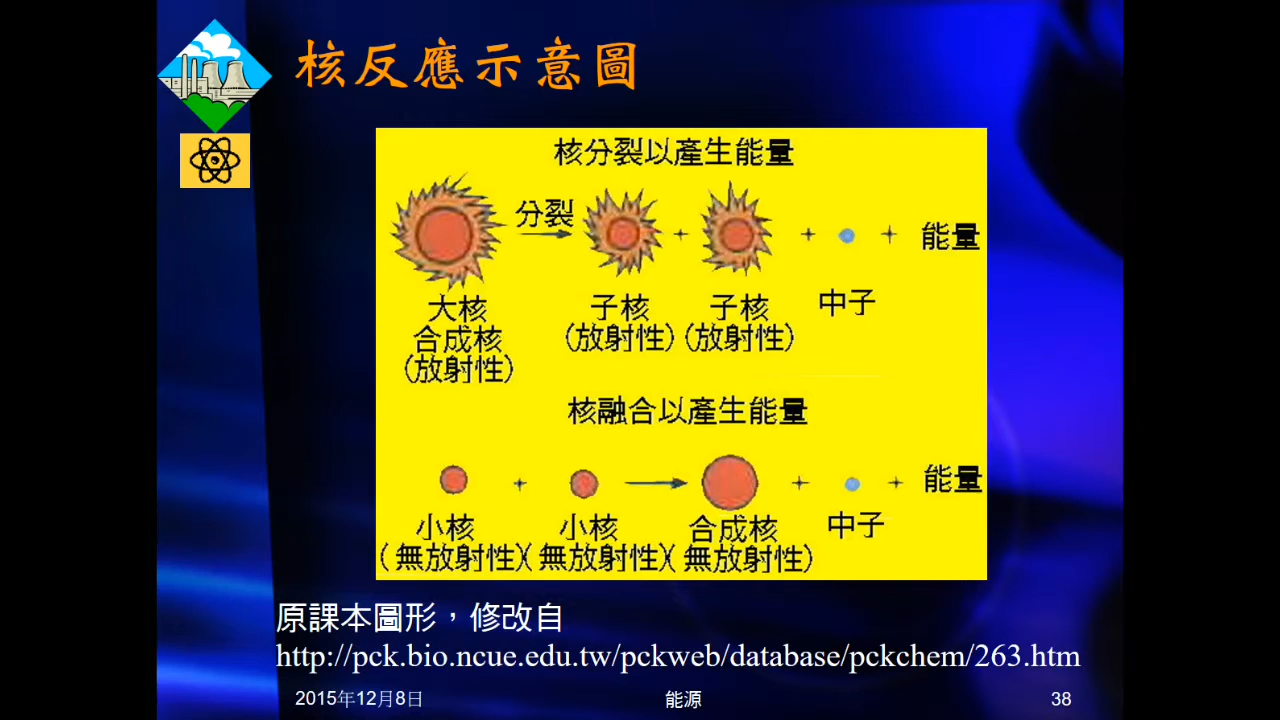 核反應示意圖
核分裂以產生能量
分裂
+ + + 能量
大核 子核 子核 中子
合成核 (放射性) (放射性)
(放射性)
核融合以產生能量
+ + + 能量
小核 小核 合成核 中子
(無放射性)(無放射性)(無放射性)
原課本圖形，修改自
http://pck.bio.ncue.edu.tw/pckweb/database/pckchem/263.htm
2015年12月8日 能源 38